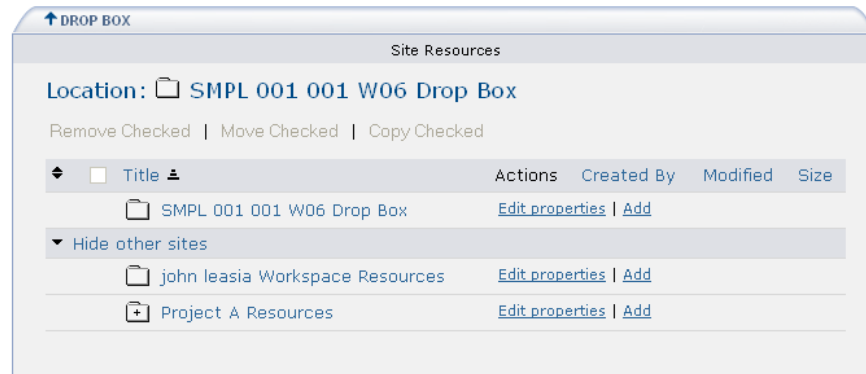 DROP BOX
Site Resources
Location: SMPL 001 001 W06 Drop Box
Remove Checked | Move Checked | Copy Checked
Title Actions Created By Modified Size
SMPL 001 001 W06 Drop Box Edit properties | Add
Hide other sites
john leasia Workspace Resources Edit properties | Add
Project A Resources Edit properties | Add